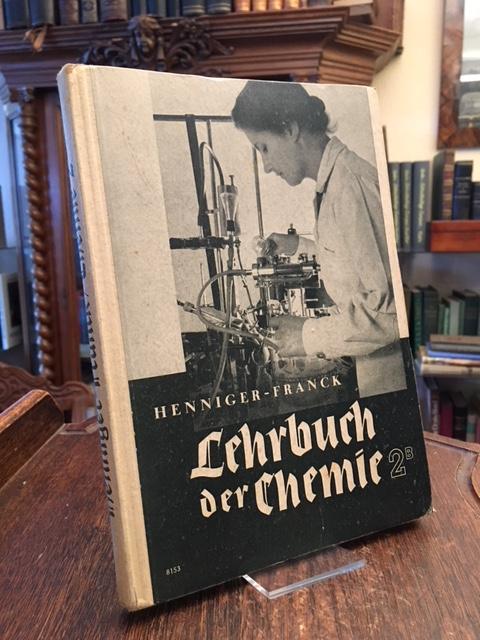 HENNIGER-FRANCK
Lehrbuch
der Chemie 2B
8153